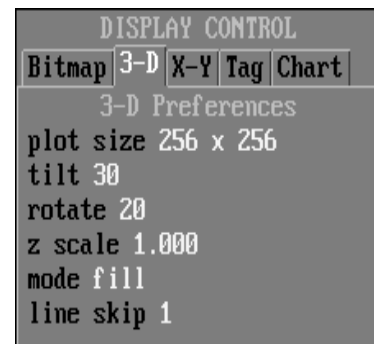 DISPLAY CONTROL
Bitmap 3-D X-Y Tag Chart
3-D Preferences
plot size 256 x 256
tilt 30
rotate 20
z scale 1.000
mode fill
line skip 1